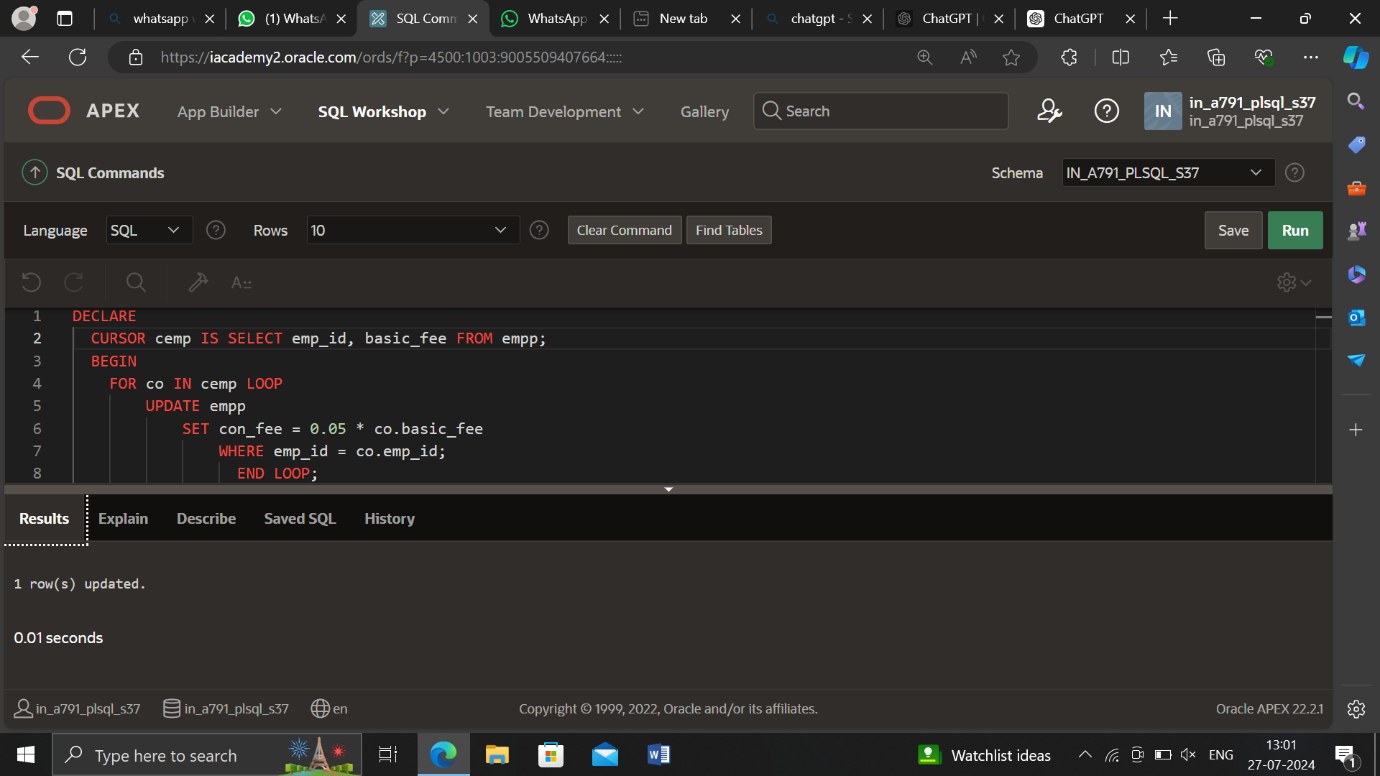 whatsapp
(1) WhatsA
SQL Comm
WhatsApp
New tab
chatgpt - S
ChatGPT |
ChatGPT
https://iacademy2.oracle.com/ords/f?p=4500:1003:9005509407664:::::
APEX
App Builder
SQL Workshop
Team Development
Gallery
Search
IN
in_a791_plsql_s37
in_a791_plsql_s37
SQL Commands
Schema
IN_A791_PLSQL_S37
Language
SQL
Rows
10
Clear Command
Find Tables
Save
Run
1 DECLARE
2 CURSOR cemp IS SELECT emp_id, basic_fee FROM empp;
3 BEGIN
4 FOR co IN cemp LOOP
5 UPDATE empp
6 SET con_fee = 0.05 * co.basic_fee
7 WHERE emp_id = co.emp_id;
8 END LOOP;
Results
Explain
Describe
Saved SQL
History
1 row(s) updated.
0.01 seconds
in_a791_plsql_s37
in_a791_plsql_s37
en
Copyright © 1999, 2022, Oracle and/or its affiliates.
Oracle APEX 22.2.1
Type here to search
Watchlist ideas
ENG
13:01
27-07-2024
1